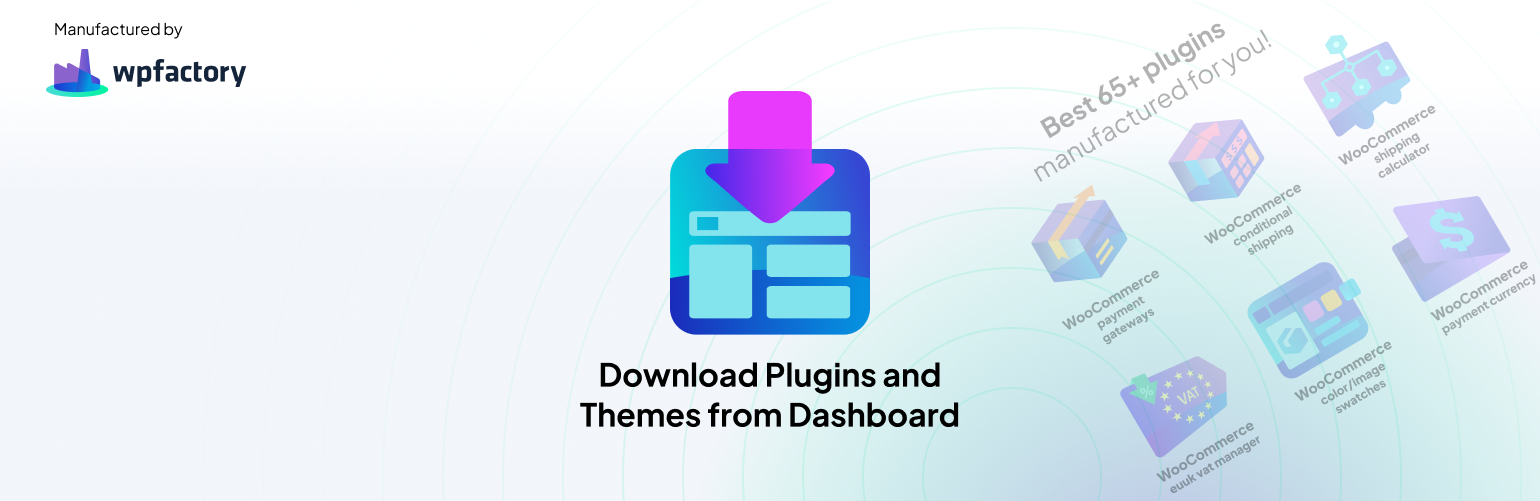 Manufactured by
wpfactory
Download Plugins and
Themes from Dashboard
Best 65+ plugins
manufactured for you!
WooCommerce
shipping
calculator
$$$
WooCommerce
conditional
shipping
WooCommerce
payment
gateways
$
WooCommerce
payment currency
WooCommerce
color/image
swatches
%
VAT
WooCommerce
euuk vat manager